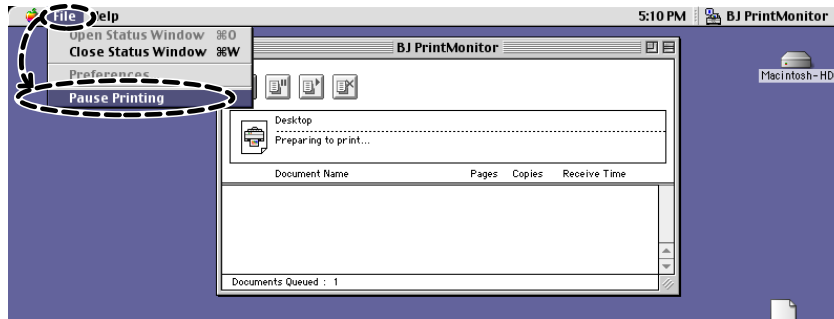 File Help 5:10 PM BJ PrintMonitor
Open Status Window ⌘O
Close Status Window ⌘W
Preferences...
Pause Printing
BJ PrintMonitor
Macintosh-HD
Desktop
Preparing to print...
Document Name Pages Copies Receive Time
Documents Queued : 1